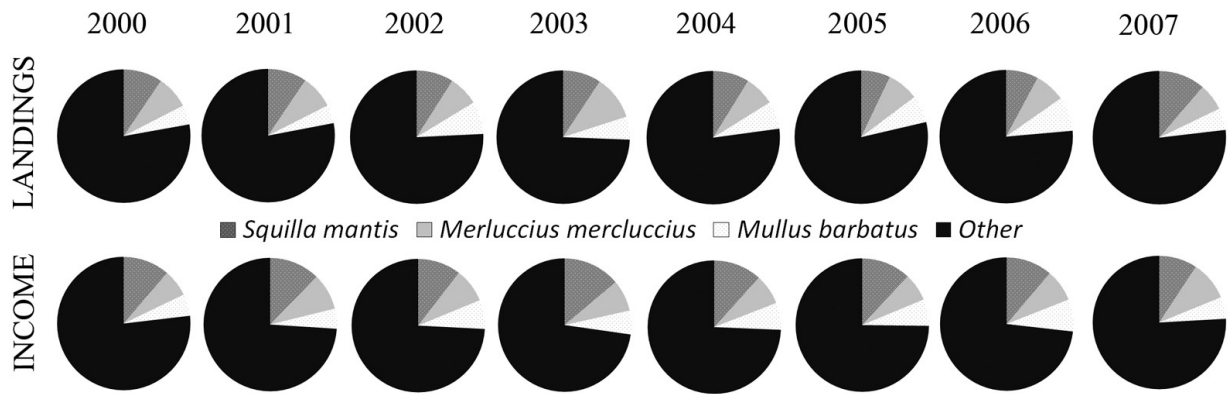 2000 2001 2002 2003 2004 2005 2006 2007
LANDINGS
Squilla mantis Merluccius mercluccius Mullus barbatus Other
INCOME